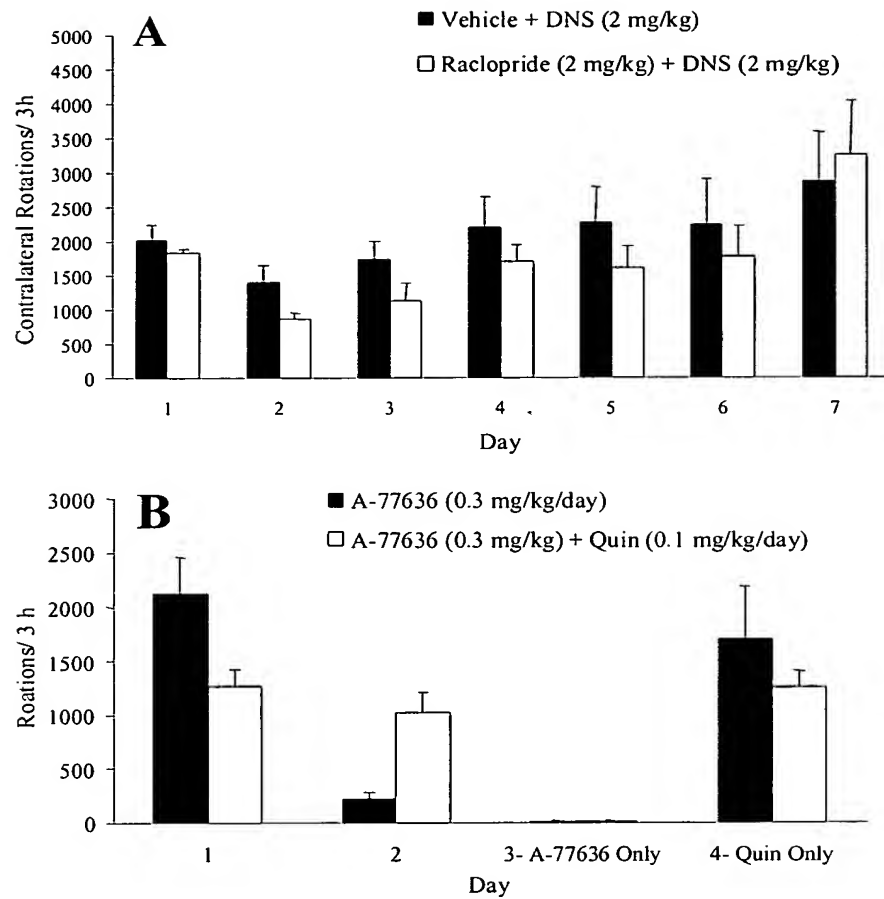 A
Vehicle + DNS (2 mg/kg)
Raclopride (2 mg/kg) + DNS (2 mg/kg)
Contralateral Rotations/ 3h
5000
4500
4000
3500
3000
2500
2000
1500
1000
500
0
1 2 3 4 5 6 7
Day
B
A-77636 (0.3 mg/kg/day)
A-77636 (0.3 mg/kg) + Quin (0.1 mg/kg/day)
Roations/ 3 h
3000
2500
2000
1500
1000
500
0
1 2 3- A-77636 Only 4- Quin Only
Day